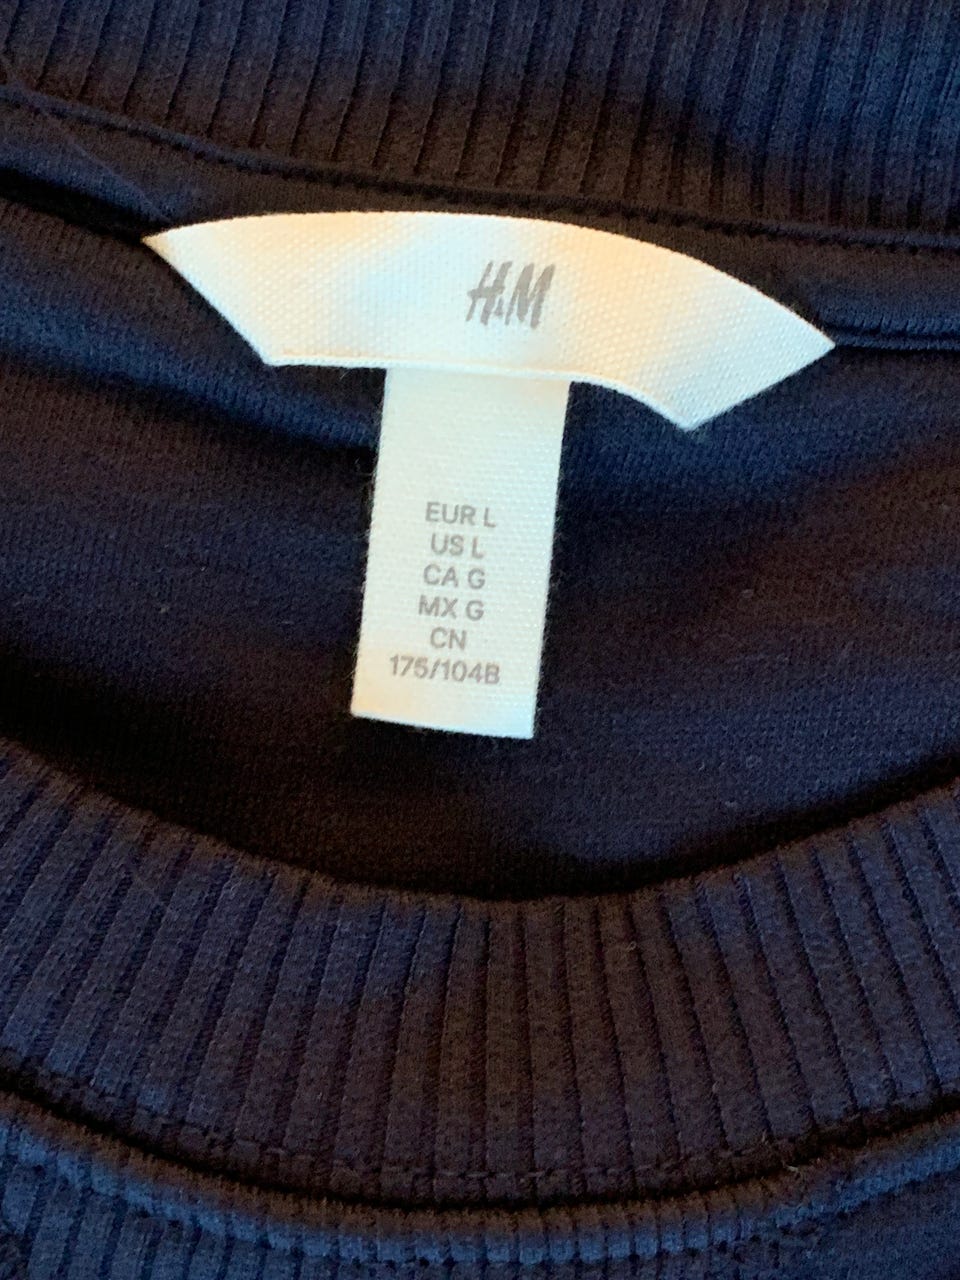 H&M
EUR L
US L
CA G
MX G
CN
175/104B